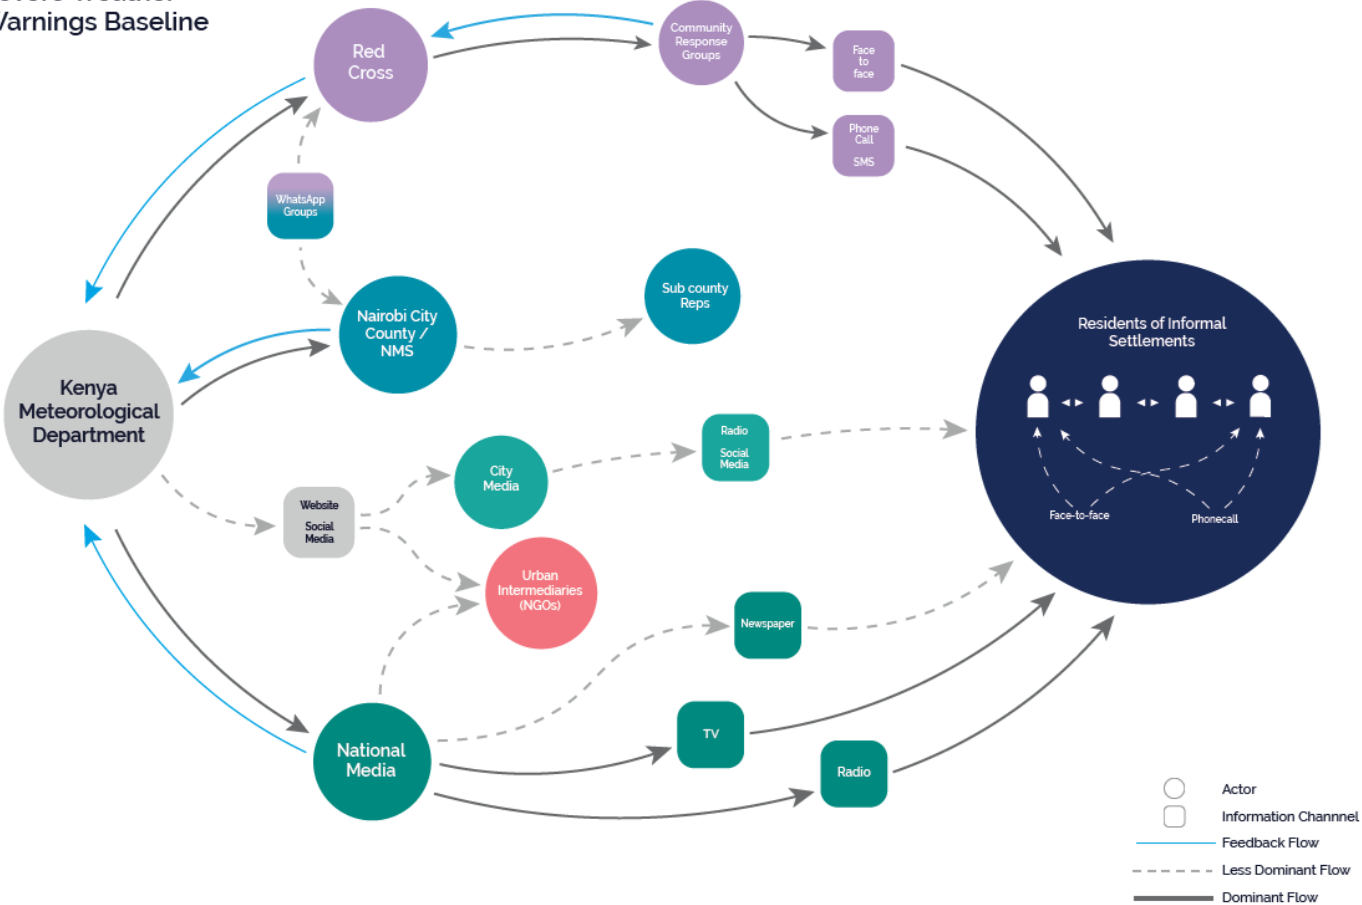 Warnings Baseline
Red
Cross
Community
Response
Groups
Face
to
face
Phone
Call
SMS
WhatsApp
Groups
Nairobi City
County /
NMS
Sub county
Reps
Residents of Informal
Settlements
Face-to-face
Phonecall
Kenya
Meteorological
Department
Website
Social
Media
City
Media
Radio
Social
Media
Urban
Intermediaries
(NGOs)
Newspaper
National
Media
TV
Radio
Actor
Information Channnel
Feedback Flow
Less Dominant Flow
Dominant Flow